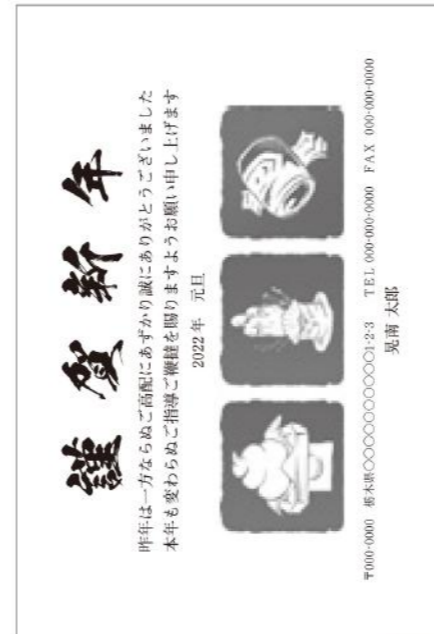 謹賀新年
昨年は一方ならぬご高配にあずかり誠にありがとうございました
本年も変わらぬご指導ご鞭撻を賜りますようお願い申し上げます
2022年 元旦
〒000-0000 栃木県○○○○○○○○○○1-2-3 TEL 000-000-0000 FAX 000-000-0000
晃南 太郎